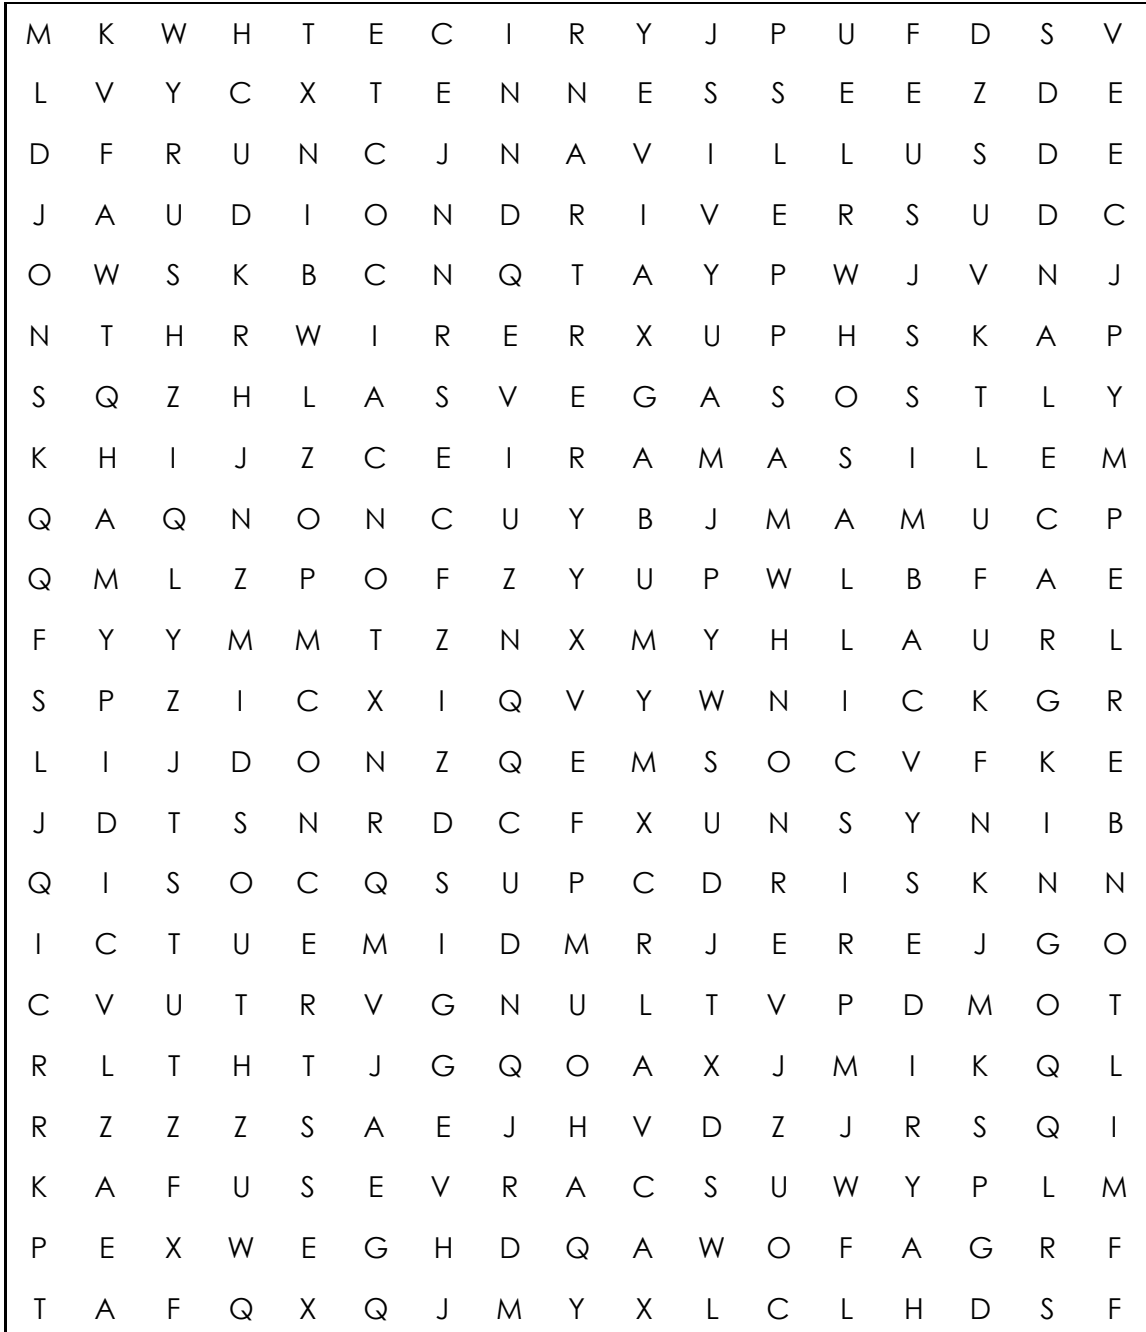 M K W H T E C I R Y J P U F D S V
L V Y C X T E N N E S S E E Z D E
D F R U N C J N A V I L L U S D E
J A U D I O N D R I V E R S U D C
O W S K B C N Q T A Y P W J V N J
N T H R W I R E R X U P H S K A P
S Q Z H L A S V E G A S O S T L Y
K H I J Z C E I R A M A S I L E M
Q A Q N O N C U Y B J M A M U C P
Q M L Z P O F Z Y U P W L B F A E
F Y Y M M T Z N X M Y H L A U R L
S P Z I C X I Q V Y W N I C K G R
L I J D O N Z Q E M S O C V F K E
J D T S N R D C F X U N S Y N I B
Q I S O C Q S U P C D R I S K N N
I C T U E M I D M R J E R E J G O
C V U T R V G N U L T V P D M O T
R L T H T J G Q O A X J M I K Q L
R Z Z Z S A E J H V D Z J R S Q I
K A F U S E V R A C S U W Y P L M
P E X W E G H D Q A W O F A G R F
T A F Q X Q J M Y X L C L H D S F